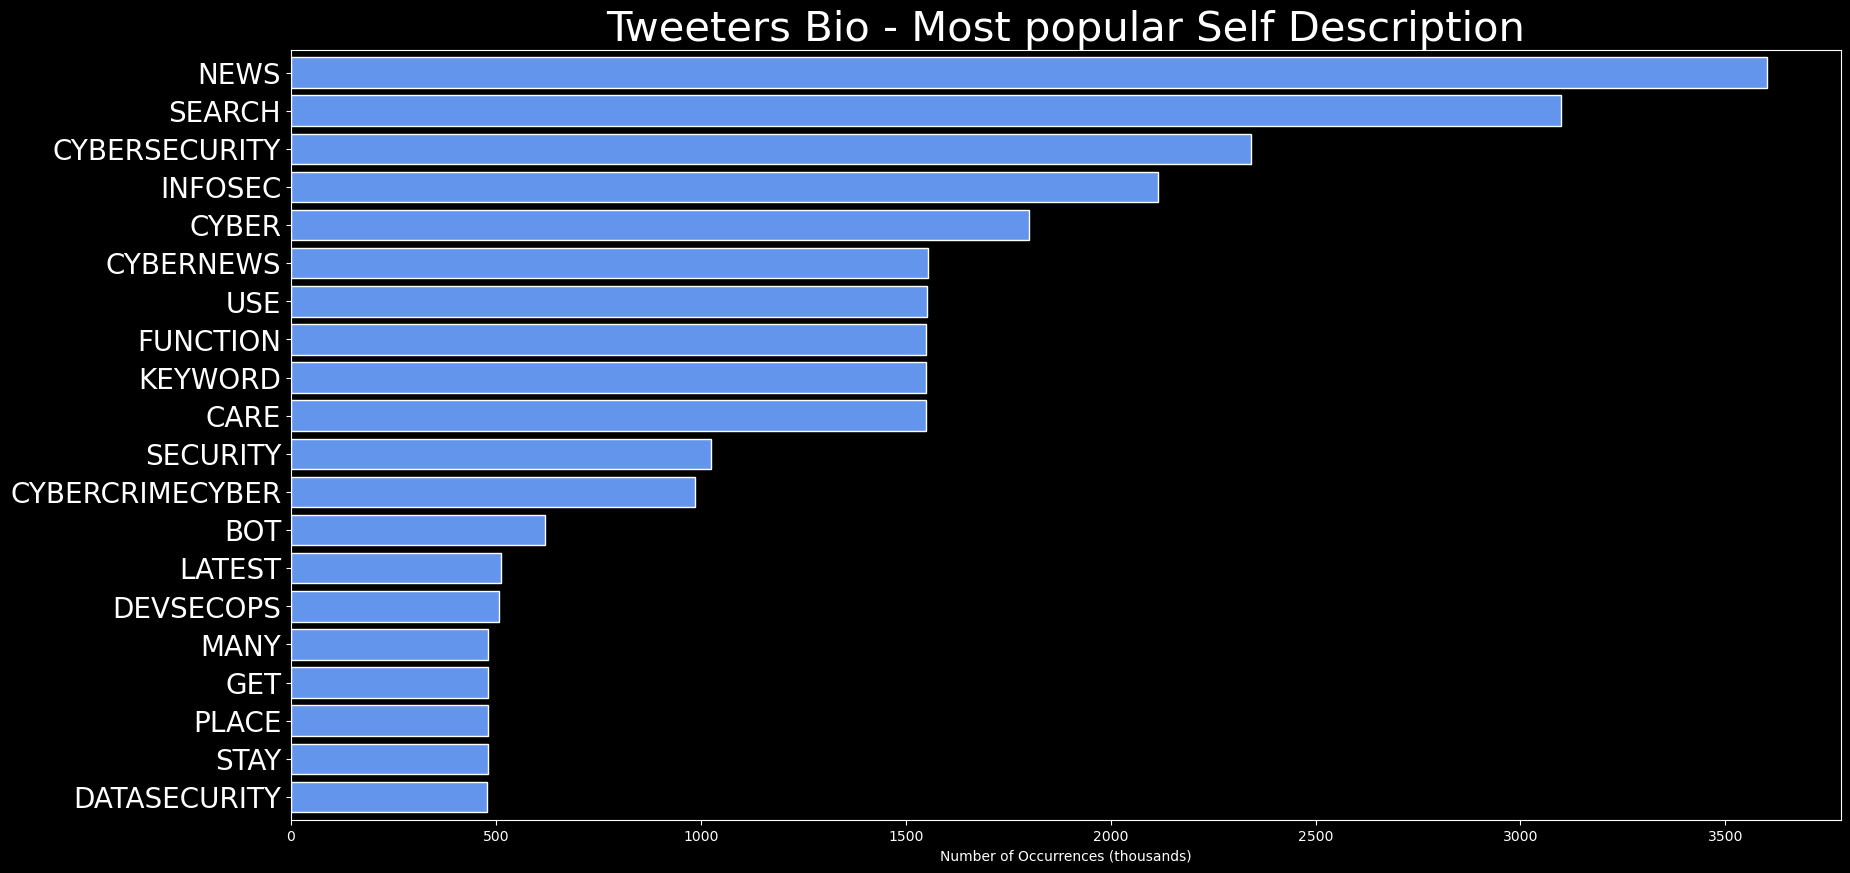 Tweeters Bio - Most popular Self Description
NEWS
SEARCH
CYBERSECURITY
INFOSEC
CYBER
CYBERNEWS
USE
FUNCTION
KEYWORD
CARE
SECURITY
CYBERCRIMECYBER
BOT
LATEST
DEVSECOPS
MANY
GET
PLACE
STAY
DATASECURITY
0 500 1000 1500 2000 2500 3000 3500
Number of Occurrences (thousands)